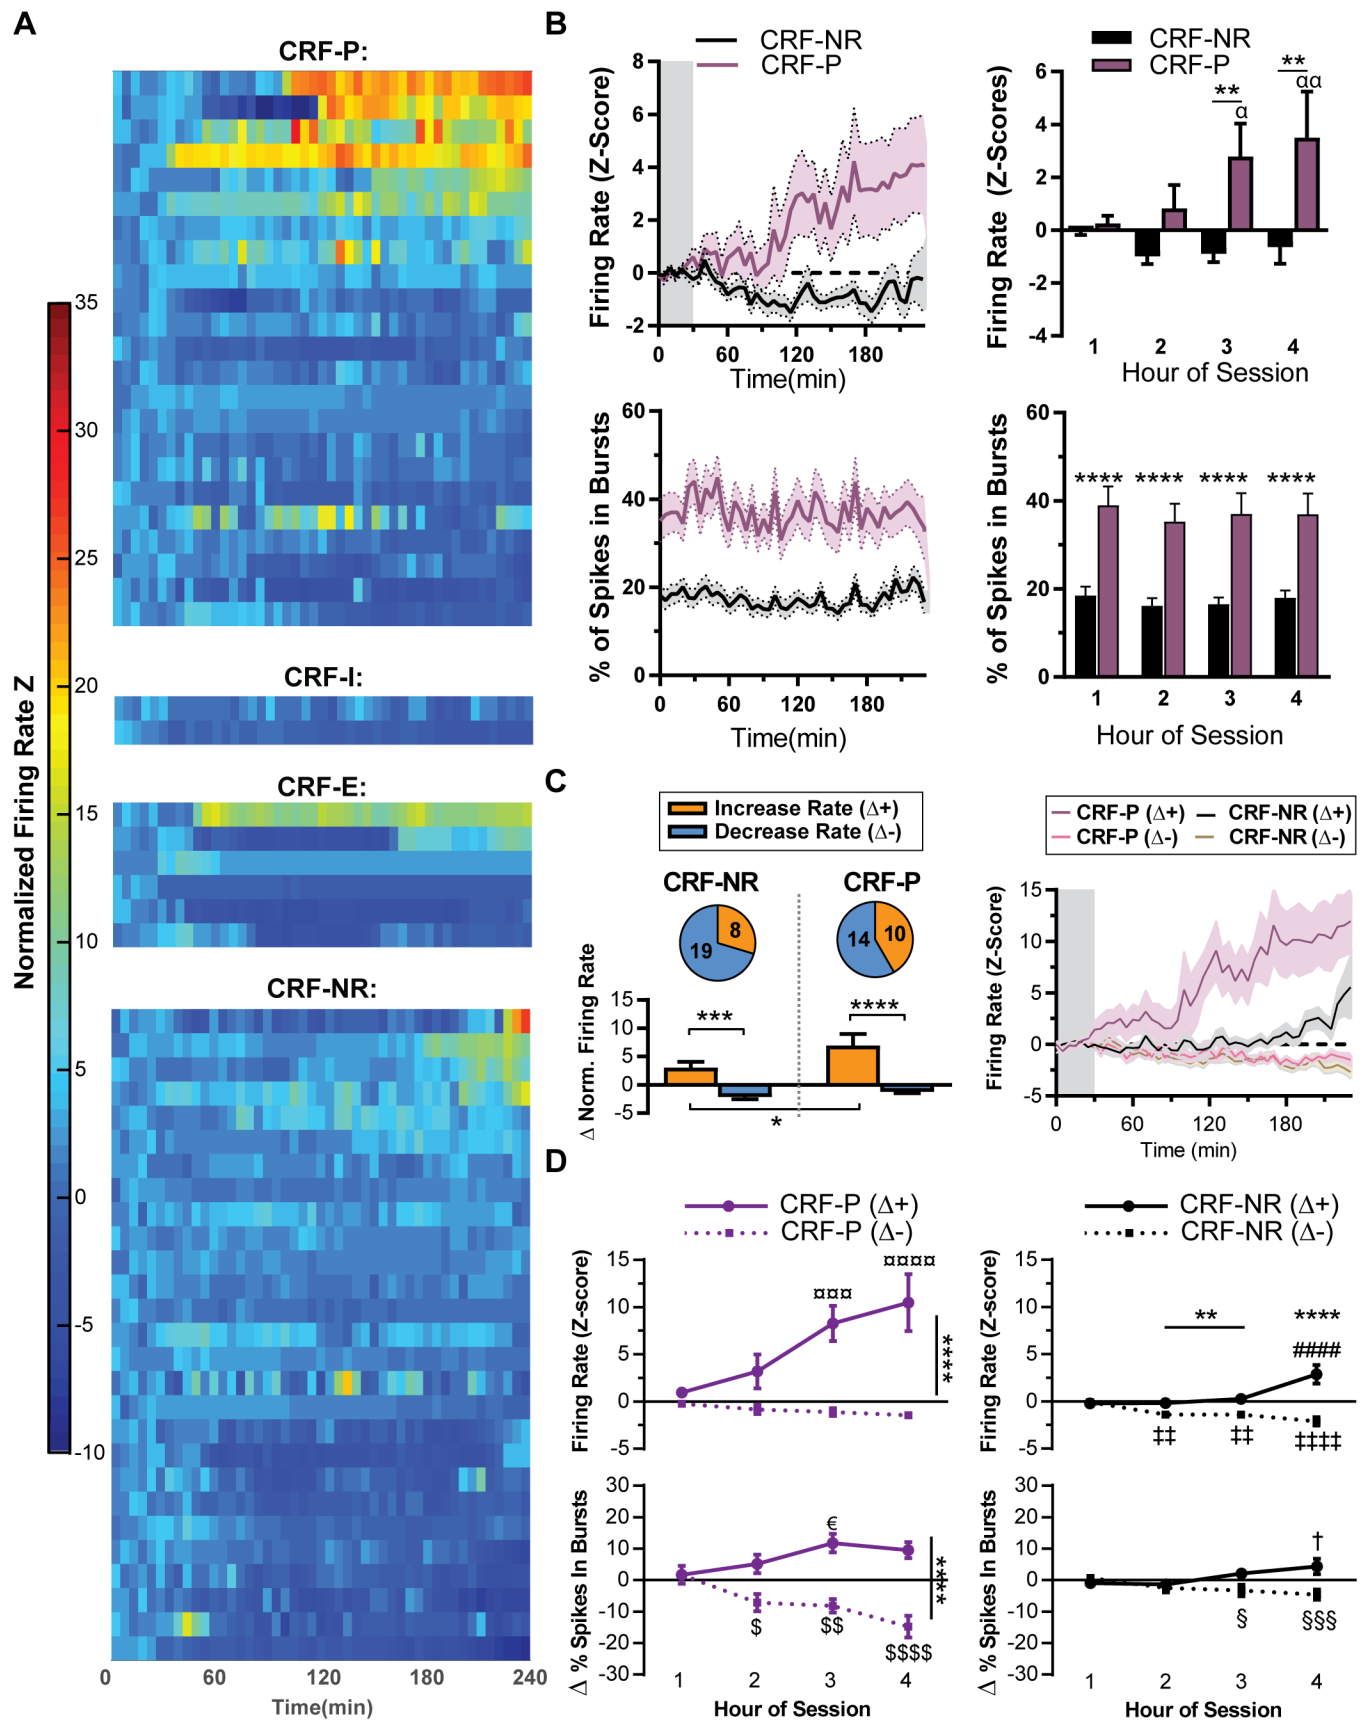 A
CRF-P:
CRF-I:
CRF-E:
CRF-NR:
Normalized Firing Rate Z
35
30
25
20
15
10
5
0
-5
-10
0 60 120 180 240
Time(min)
B
CRF-NR
CRF-P
Firing Rate (Z-Score)
8
6
4
2
0
-2
0 60 120 180
Time(min)
CRF-NR
CRF-P
Firing Rate (Z-Scores)
6
4
2
0
-2
-4
** α
** αα
1 2 3 4
Hour of Session
% of Spikes in Bursts
60
40
20
0
0 60 120 180
Time(min)
% of Spikes in Bursts
60
40
20
0
**** **** **** ****
1 2 3 4
Hour of Session
C
Increase Rate (Δ+)
Decrease Rate (Δ-)
CRF-NR CRF-P
8
19
10
14
Δ Norm. Firing Rate
15
10
5
0
-5
*** ****
*
CRF-P (Δ+) CRF-NR (Δ+)
CRF-P (Δ-) CRF-NR (Δ-)
Firing Rate (Z-Score)
15
10
5
0
-5
0 60 120 180
Time (min)
D
CRF-P (Δ+)
CRF-P (Δ-)
Firing Rate (Z-score)
15
10
5
0
-5
¤¤¤ ¤¤¤¤
****
CRF-NR (Δ+)
CRF-NR (Δ-)
Firing Rate (Z-score)
15
10
5
0
-5
** ****
####
‡‡ ‡‡ ‡‡‡‡
Δ % Spikes In Bursts
30
20
10
0
-10
-20
-30
€
****
$ $$ $$$$
1 2 3 4
Hour of Session
Δ % Spikes In Bursts
30
20
10
0
-10
-20
-30
†
§ §§§
1 2 3 4
Hour of Session